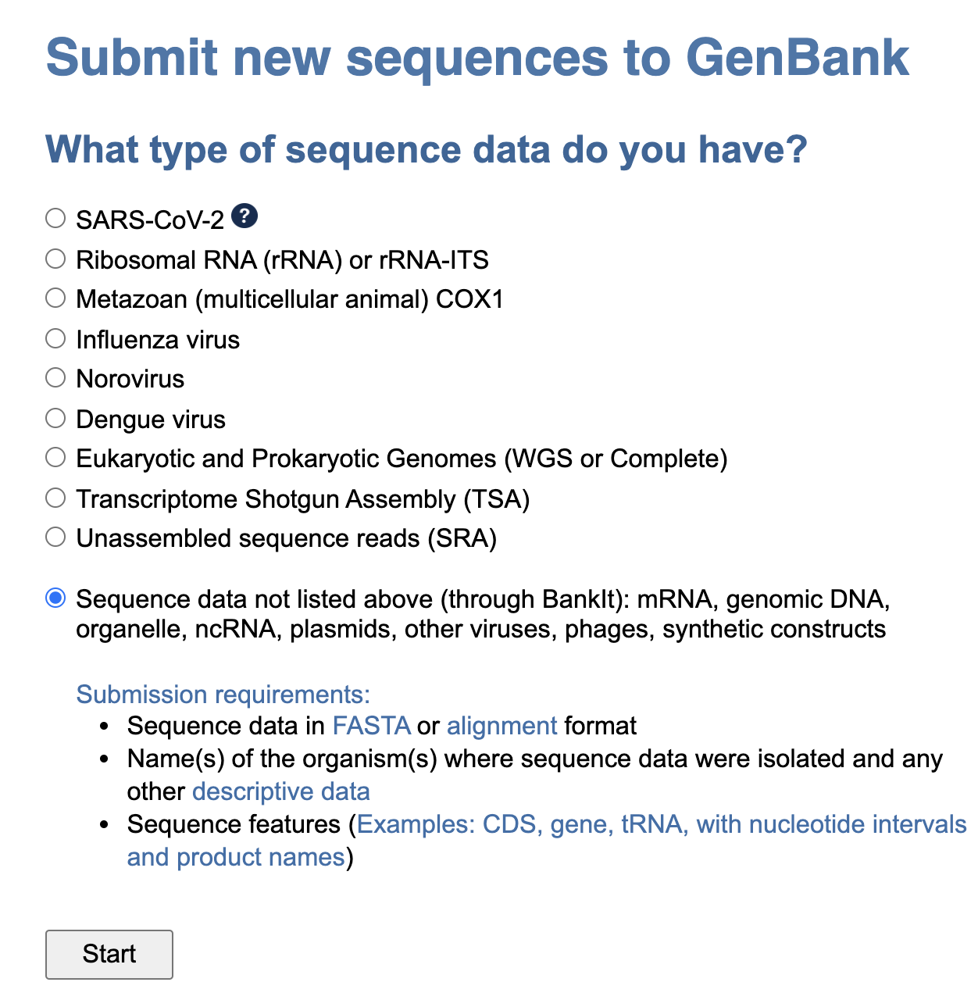 Submit new sequences to GenBank
What type of sequence data do you have?
SARS-CoV-2 ?
Ribosomal RNA (rRNA) or rRNA-ITS
Metazoan (multicellular animal) COX1
Influenza virus
Norovirus
Dengue virus
Eukaryotic and Prokaryotic Genomes (WGS or Complete)
Transcriptome Shotgun Assembly (TSA)
Unassembled sequence reads (SRA)
Sequence data not listed above (through BankIt): mRNA, genomic DNA,
organelle, ncRNA, plasmids, other viruses, phages, synthetic constructs
Submission requirements:
• Sequence data in FASTA or alignment format
• Name(s) of the organism(s) where sequence data were isolated and any
other descriptive data
• Sequence features (Examples: CDS, gene, tRNA, with nucleotide intervals
and product names)
Start